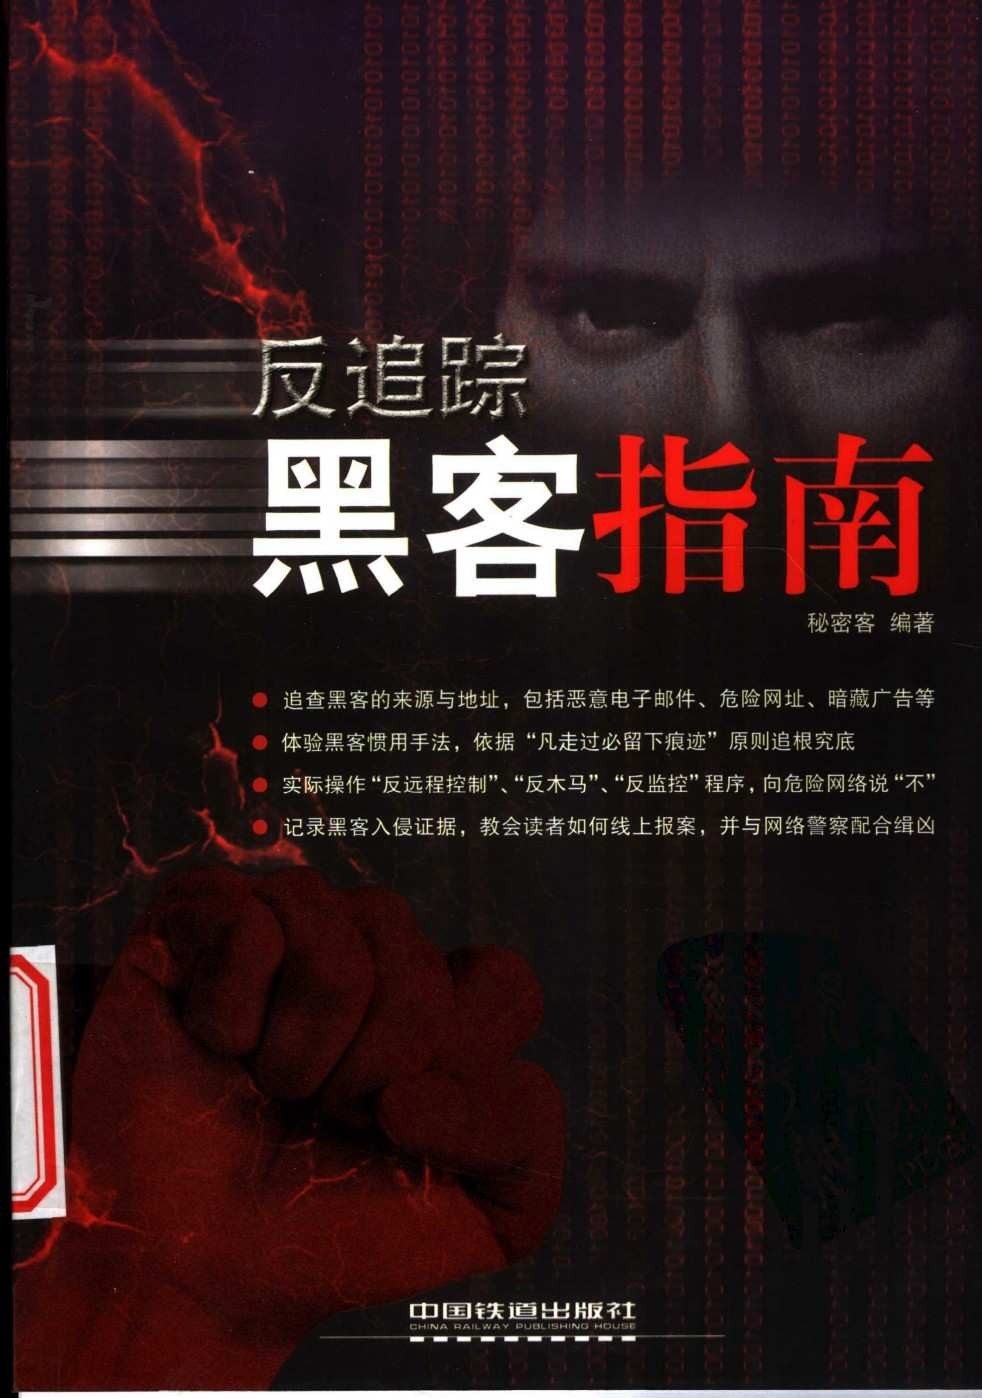 反追踪
黑客指南
秘密客 编著
● 追查黑客的来源与地址，包括恶意电子邮件、危险网址、暗藏广告等
● 体验黑客惯用手法，依据“凡走过必留下痕迹”原则追根究底
● 实际操作“反远程控制”、“反木马”、“反监控”程序，向危险网络说“不”
● 记录黑客入侵证据，教会读者如何线上报案，并与网络警察配合缉凶
中国铁道出版社
CHINA RAILWAY PUBLISHING HOUSE